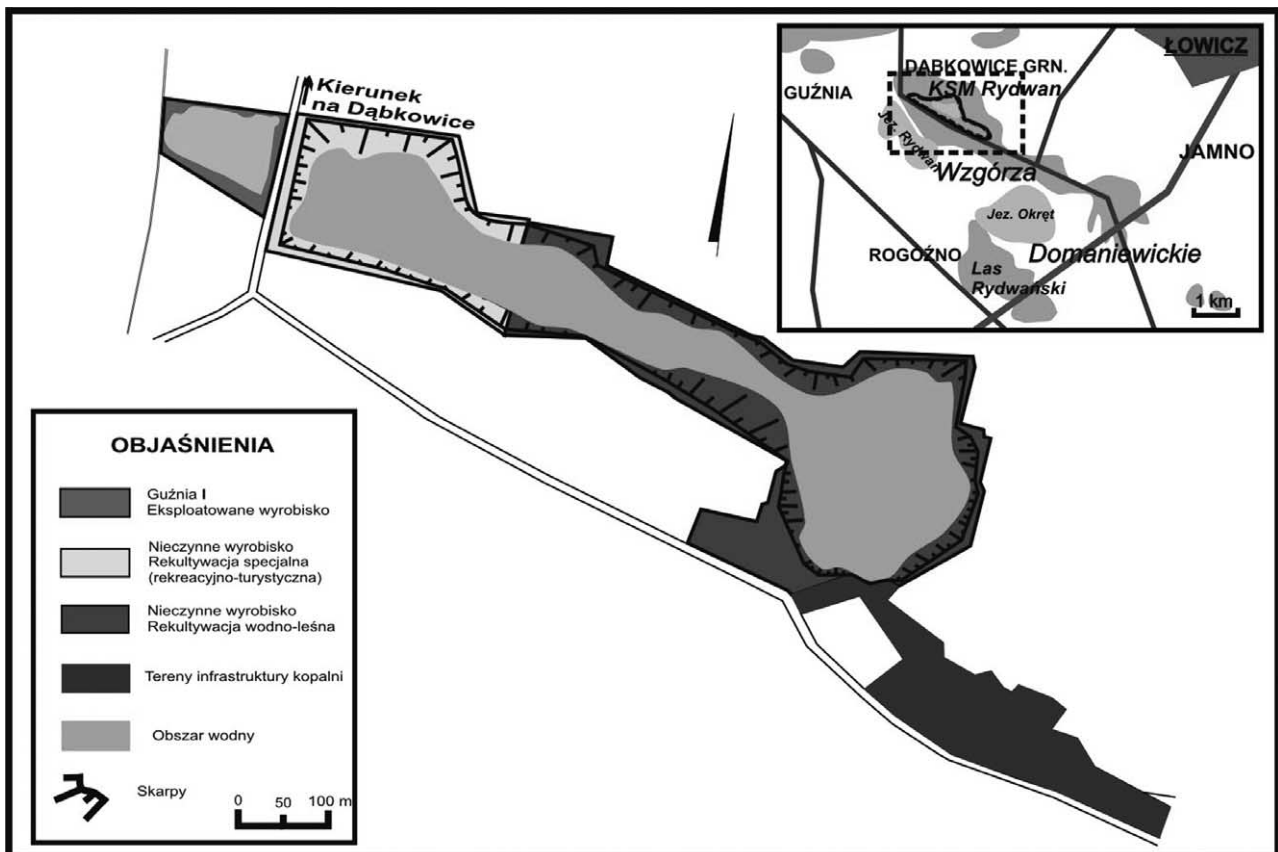 Kierunek
na Dąbkowice
ŁOWICZ
DĄBKOWICE GRN.
KSM Rydwan
GUŹNIA
Jez. Rydwan
JAMNO
Wzgórza
Jez. Okręt
ROGOŹNO
Domaniewickie
Las
Rydwański
1 km
OBJAŚNIENIA
Guźnia I
Eksploatowane wyrobisko
Nieczynne wyrobisko
Rekultywacja specjalna
(rekreacyjno-turystyczna)
Nieczynne wyrobisko
Rekultywacja wodno-leśna
Tereny infrastruktury kopalni
Obszar wodny
Skarpy
0 50 100 m